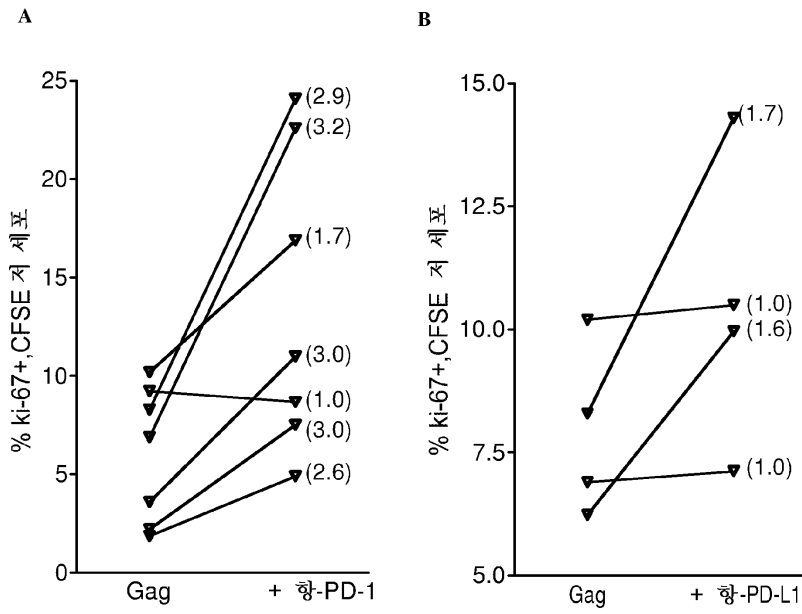 A
% ki-67+,CFSE 저 세포
25
20
15
10
5
0
(2.9)
(3.2)
(1.7)
(3.0)
(1.0)
(3.0)
(2.6)
Gag
+ 항-PD-1
B
% ki-67+,CFSE 저 세포
15.0
12.5
10.0
7.5
5.0
(1.7)
(1.0)
(1.6)
(1.0)
Gag
+ 항-PD-L1